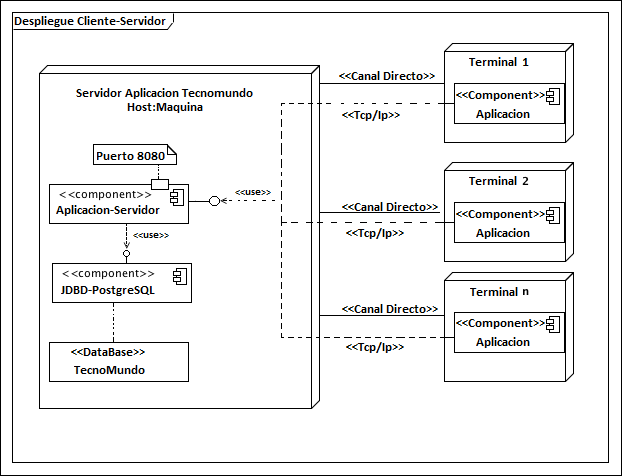 Despliegue Cliente-Servidor
Servidor Aplicacion Tecnomundo
Host:Maquina
Puerto 8080
<<component>>
Aplicacion-Servidor
<<use>>
<<use>>
<<component>>
JDBD-PostgreSQL
<<DataBase>>
TecnoMundo
<<Canal Directo>>
<<Tcp/Ip>>
Terminal 1
<<Component>>
Aplicacion
<<Canal Directo>>
<<Tcp/Ip>>
Terminal 2
<<Component>>
Aplicacion
<<Canal Directo>>
<<Tcp/Ip>>
Terminal n
<<Component>>
Aplicacion